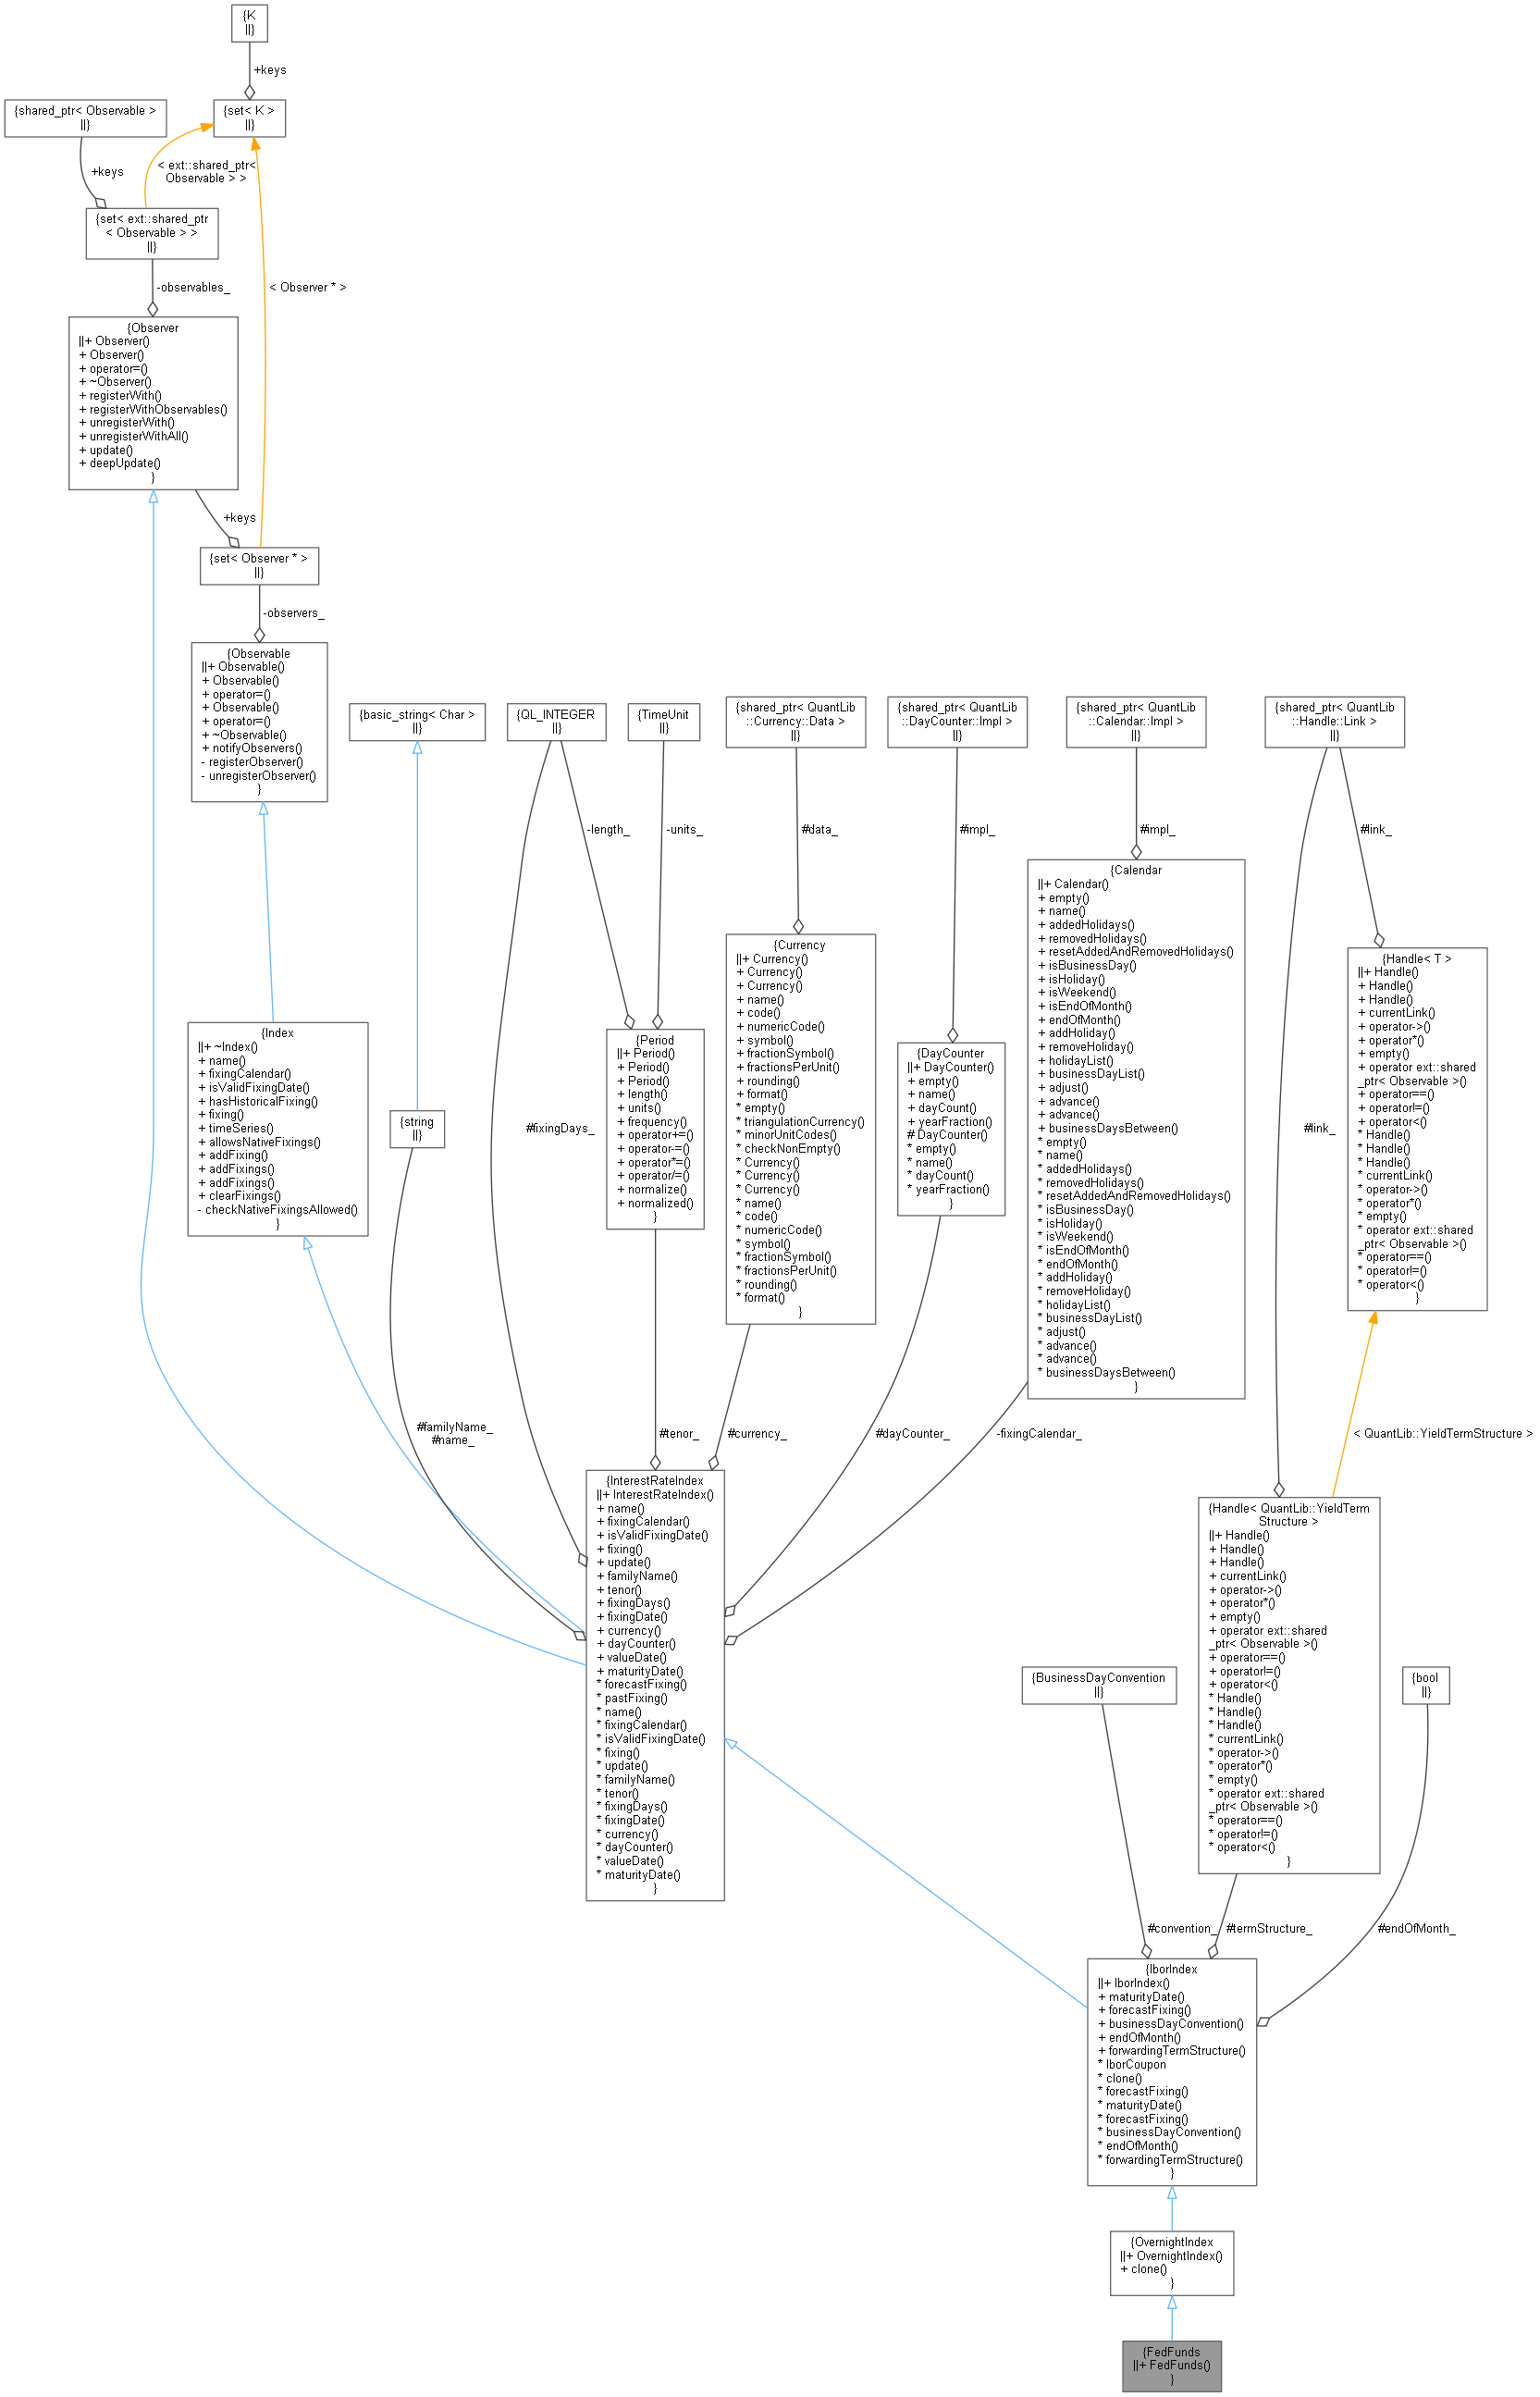 {K
||}
+keys
{shared_ptr< Observable >
||}
{set< K >
||}
+keys
< ext::shared_ptr<
Observable > >
{set< ext::shared_ptr
< Observable > >
||}
-observables_
< Observer * >
{Observer
||+ Observer()
+ Observer()
+ operator=()
+ ~Observer()
+ registerWith()
+ registerWithObservables()
+ unregisterWith()
+ unregisterWithAll()
+ update()
+ deepUpdate()
}
+keys
{set< Observer * >
||}
-observers_
{Observable
||+ Observable()
+ Observable()
+ operator=()
+ Observable()
+ operator=()
+ ~Observable()
+ notifyObservers()
- registerObserver()
- unregisterObserver()
}
{basic_string< Char >
||}
{QL_INTEGER
||}
{TimeUnit
||}
{shared_ptr< QuantLib
::Currency::Data >
||}
{shared_ptr< QuantLib
::DayCounter::Impl >
||}
{shared_ptr< QuantLib
::Calendar::Impl >
||}
{shared_ptr< QuantLib
::Handle::Link >
||}
-length_
-units_
#data_
#impl_
#impl_
#link_
{Index
||+ ~Index()
+ name()
+ fixingCalendar()
+ isValidFixingDate()
+ hasHistoricalFixing()
+ fixing()
+ timeSeries()
+ allowsNativeFixings()
+ addFixing()
+ addFixings()
+ addFixings()
+ clearFixings()
- checkNativeFixingsAllowed()
}
{string
||}
#fixingDays_
{Period
||+ Period()
+ Period()
+ Period()
+ length()
+ units()
+ frequency()
+ operator+=()
+ operator-=()
+ operator*=()
+ operator/=()
+ normalize()
+ normalized()
}
{Currency
||+ Currency()
+ Currency()
+ Currency()
+ name()
+ code()
+ numericCode()
+ symbol()
+ fractionSymbol()
+ fractionsPerUnit()
+ rounding()
+ format()
* empty()
* triangulationCurrency()
* minorUnitCodes()
* checkNonEmpty()
* Currency()
* Currency()
* Currency()
* name()
* code()
* numericCode()
* symbol()
* fractionSymbol()
* fractionsPerUnit()
* rounding()
* format()
}
{DayCounter
||+ DayCounter()
+ empty()
+ name()
+ dayCount()
+ yearFraction()
# DayCounter()
* empty()
* name()
* dayCount()
* yearFraction()
}
{Calendar
||+ Calendar()
+ empty()
+ name()
+ addedHolidays()
+ removedHolidays()
+ resetAddedAndRemovedHolidays()
+ isBusinessDay()
+ isHoliday()
+ isWeekend()
+ isEndOfMonth()
+ endOfMonth()
+ addHoliday()
+ removeHoliday()
+ holidayList()
+ businessDayList()
+ adjust()
+ advance()
+ advance()
+ businessDaysBetween()
* empty()
* name()
* addedHolidays()
* removedHolidays()
* resetAddedAndRemovedHolidays()
* isBusinessDay()
* isHoliday()
* isWeekend()
* isEndOfMonth()
* endOfMonth()
* addHoliday()
* removeHoliday()
* holidayList()
* businessDayList()
* adjust()
* advance()
* advance()
* businessDaysBetween()
}
#link_
{Handle< T >
||+ Handle()
+ Handle()
+ Handle()
+ currentLink()
+ operator->()
+ operator*()
+ empty()
+ operator ext::shared
_ptr< Observable >()
+ operator==()
+ operator!=()
+ operator<()
* Handle()
* Handle()
* Handle()
* currentLink()
* operator->()
* operator*()
* empty()
* operator ext::shared
_ptr< Observable >()
* operator==()
* operator!=()
* operator<()
}
#familyName_
#name_
#tenor_
#currency_
#dayCounter_
-fixingCalendar_
< QuantLib::YieldTermStructure >
{InterestRateIndex
||+ InterestRateIndex()
+ name()
+ fixingCalendar()
+ isValidFixingDate()
+ fixing()
+ update()
+ familyName()
+ tenor()
+ fixingDays()
+ fixingDate()
+ currency()
+ dayCounter()
+ valueDate()
+ maturityDate()
* forecastFixing()
* pastFixing()
* name()
* fixingCalendar()
* isValidFixingDate()
* fixing()
* update()
* familyName()
* tenor()
* fixingDays()
* fixingDate()
* currency()
* dayCounter()
* valueDate()
* maturityDate()
}
{BusinessDayConvention
||}
{Handle< QuantLib::YieldTerm
Structure >
||+ Handle()
+ Handle()
+ Handle()
+ currentLink()
+ operator->()
+ operator*()
+ empty()
+ operator ext::shared
_ptr< Observable >()
+ operator==()
+ operator!=()
+ operator<()
* Handle()
* Handle()
* Handle()
* currentLink()
* operator->()
* operator*()
* empty()
* operator ext::shared
_ptr< Observable >()
* operator==()
* operator!=()
* operator<()
}
{bool
||}
#convention_
#termStructure_
#endOfMonth_
{IborIndex
||+ IborIndex()
+ maturityDate()
+ forecastFixing()
+ businessDayConvention()
+ endOfMonth()
+ forwardingTermStructure()
* IborCoupon
* clone()
* forecastFixing()
* maturityDate()
* forecastFixing()
* businessDayConvention()
* endOfMonth()
* forwardingTermStructure()
}
{OvernightIndex
||+ OvernightIndex()
+ clone()
}
{FedFunds
||+ FedFunds()
}